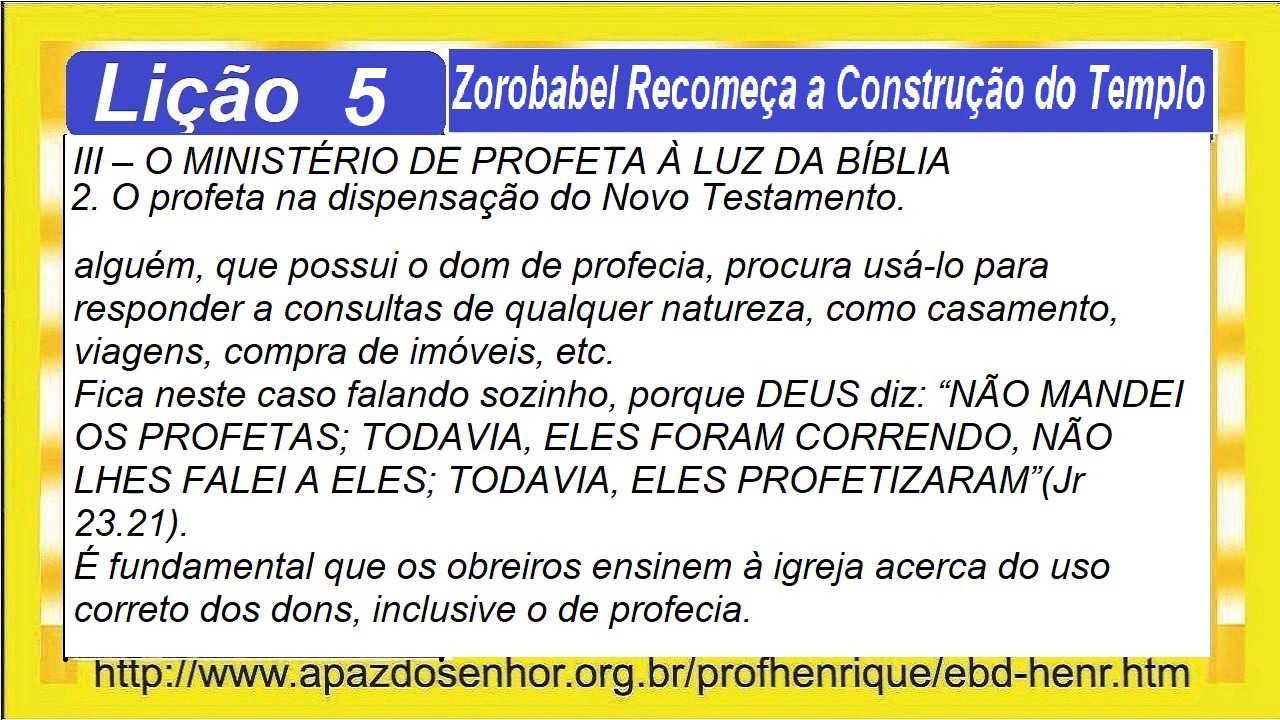 Lição 5
Zorobabel Recomeça a Construção do Templo
III – O MINISTÉRIO DE PROFETA À LUZ DA BÍBLIA
2. O profeta na dispensação do Novo Testamento.
alguém, que possui o dom de profecia, procura usá-lo para
responder a consultas de qualquer natureza, como casamento,
viagens, compra de imóveis, etc.
Fica neste caso falando sozinho, porque DEUS diz: “NÃO MANDEI
OS PROFETAS; TODAVIA, ELES FORAM CORRENDO, NÃO
LHES FALEI A ELES; TODAVIA, ELES PROFETIZARAM”(Jr
23.21).
É fundamental que os obreiros ensinem à igreja acerca do uso
correto dos dons, inclusive o de profecia.
http://www.apazdosenhor.org.br/profhenrique/ebd-henr.htm